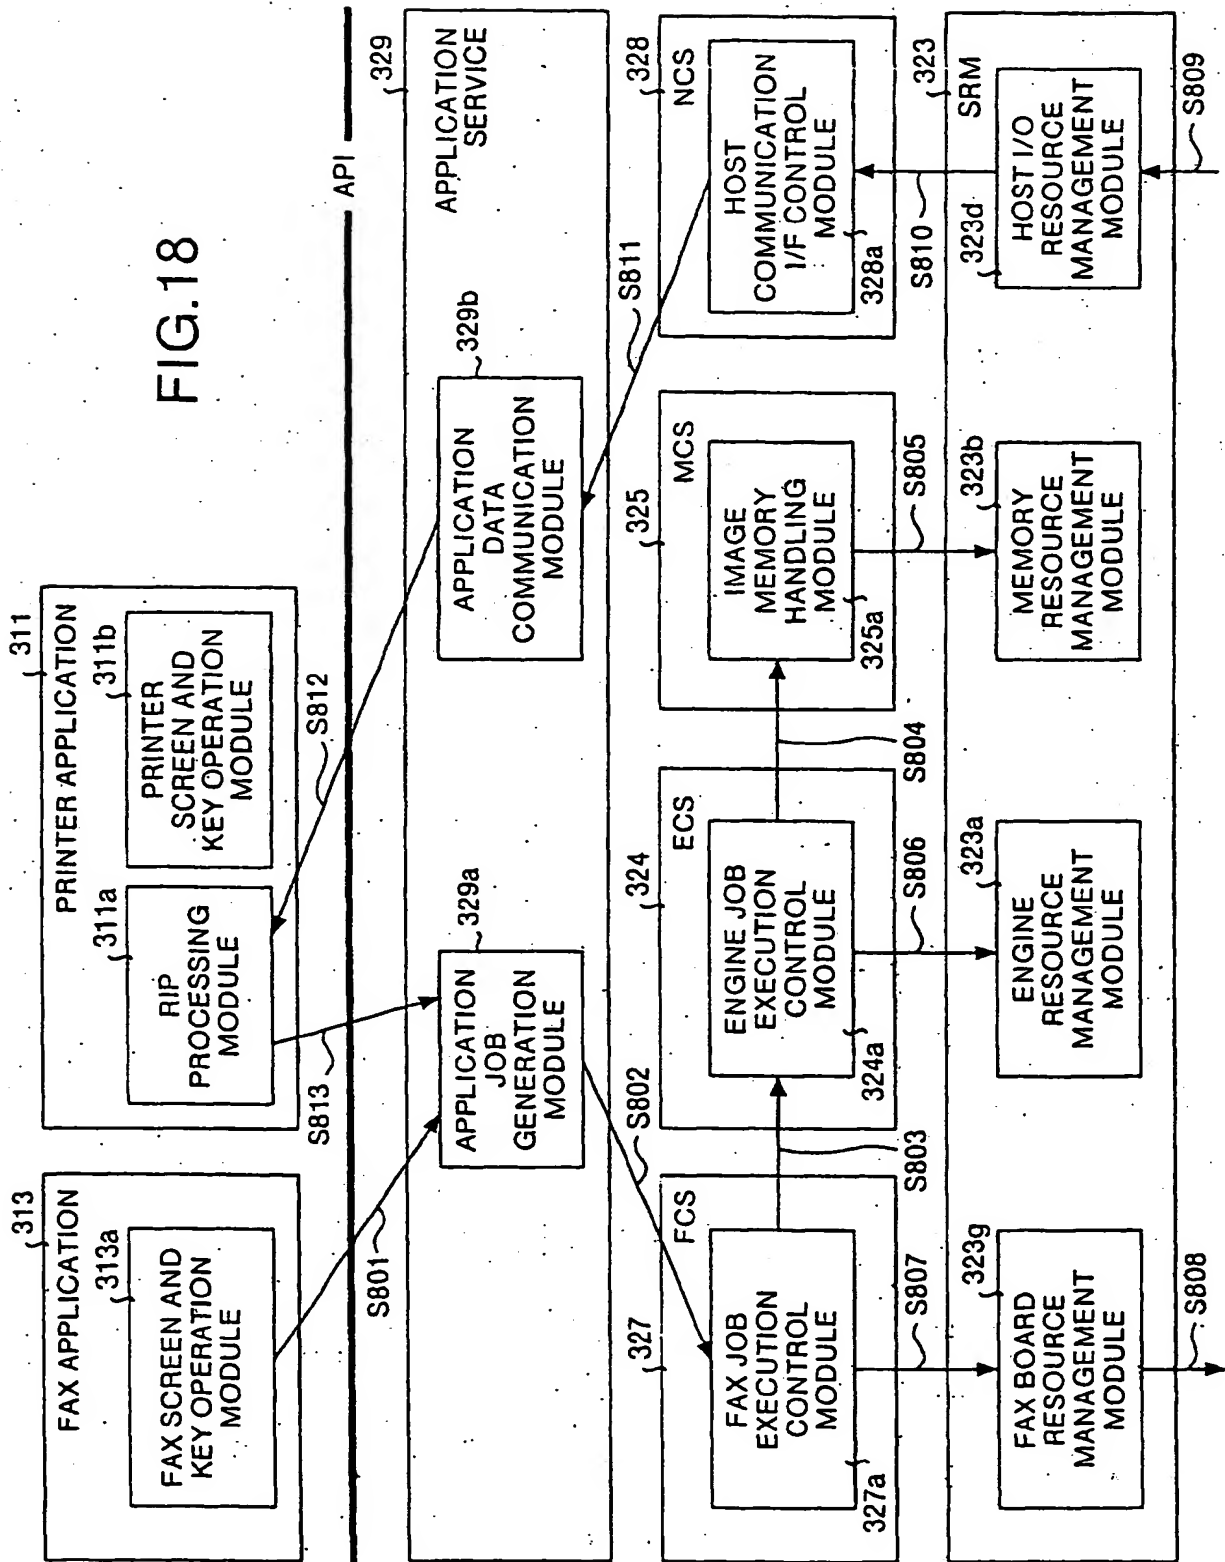 FIG.18
313
FAX APPLICATION
313a
FAX SCREEN AND
KEY OPERATION
MODULE
311
PRINTER APPLICATION
311a
RIP
PROCESSING
MODULE
311b
PRINTER
SCREEN AND
KEY OPERATION
MODULE
S801
S813
S812
API
329
APPLICATION
SERVICE
329a
APPLICATION
JOB
GENERATION
MODULE
329b
APPLICATION
DATA
COMMUNICATION
MODULE
S802
S811
327
FCS
FAX JOB
EXECUTION
CONTROL
MODULE
327a
S803
324
ECS
ENGINE JOB
EXECUTION
CONTROL
MODULE
324a
S804
325
MCS
IMAGE
MEMORY
HANDLING
MODULE
325a
328
NCS
HOST
COMMUNICATION
I/F CONTROL
MODULE
328a
S807
S806
S805
S810
323
SRM
323g
FAX BOARD
RESOURCE
MANAGEMENT
MODULE
323a
ENGINE
RESOURCE
MANAGEMENT
MODULE
323b
MEMORY
RESOURCE
MANAGEMENT
MODULE
323d
HOST I/O
RESOURCE
MANAGEMENT
MODULE
S808
S809